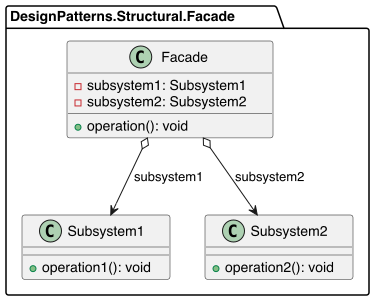 DesignPatterns.Structural.Facade
C Facade
subsystem1: Subsystem1
subsystem2: Subsystem2
operation(): void
subsystem1
subsystem2
C Subsystem1
C Subsystem2
operation1(): void
operation2(): void